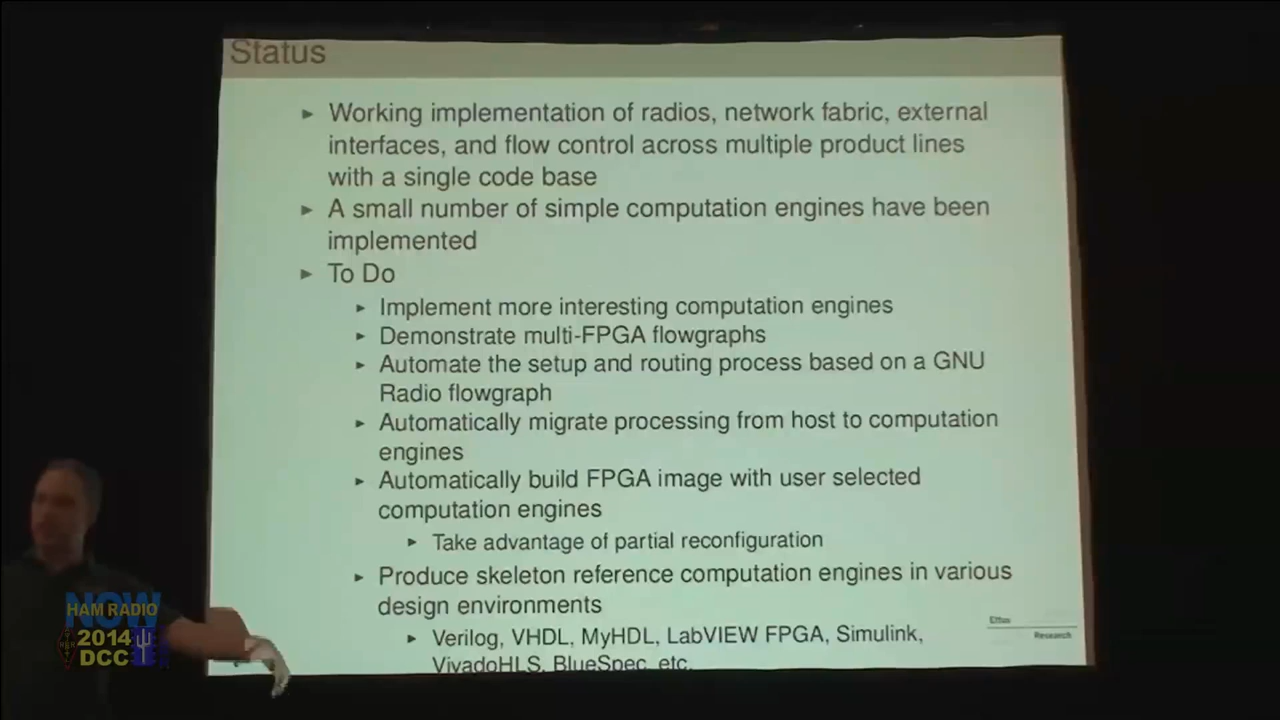 Status
Working implementation of radios, network fabric, external
interfaces, and flow control across multiple product lines
with a single code base
A small number of simple computation engines have been
implemented
To Do
Implement more interesting computation engines
Demonstrate multi-FPGA flowgraphs
Automate the setup and routing process based on a GNU
Radio flowgraph
Automatically migrate processing from host to computation
engines
Automatically build FPGA image with user selected
computation engines
Take advantage of partial reconfiguration
Produce skeleton reference computation engines in various
design environments
Verilog, VHDL, MyHDL, LabVIEW FPGA, Simulink,
VivadoHLS, BlueSpec, etc.
Ettus
Research
NOW
HAM RADIO
2014
DCC